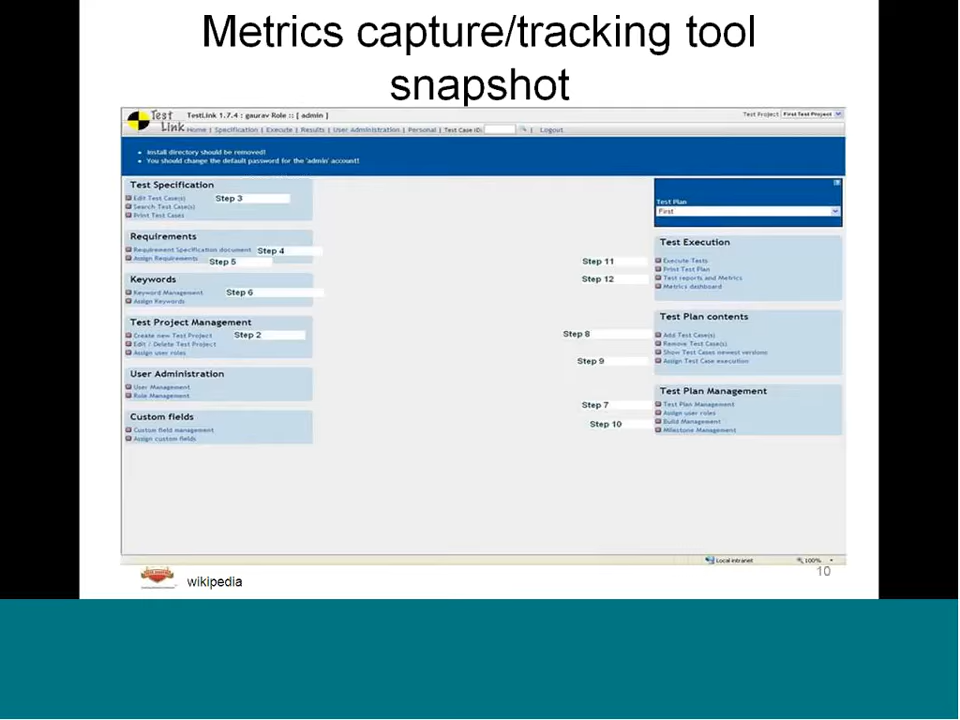 Metrics capture/tracking tool
snapshot
Test Link
TestLink 1.7.4 : gaurav Role :: [ admin ]
Test Project First Test Project
Home | Specification | Execute | Results | User Administration | Personal | Test Case ID: | Logout
Install directory should be removed!
You should change the default password for the 'admin' account!
Test Specification
Edit Test Case(s) Step 3
Search Test Case(s)
Print Test Cases
Requirements
Requirement Specification document Step 4
Assign Requirements Step 5
Keywords
Keyword Management Step 6
Assign Keywords
Test Project Management
Create new Test Project Step 2
Edit / Delete Test Project
Assign user roles
User Administration
User Management
Role Management
Custom fields
Custom field management
Assign custom fields
Test Plan
First
Test Execution
Step 11 Execute Tests
Print Test Plan
Step 12 Test reports and Metrics
Metrics dashboard
Test Plan contents
Step 8 Add Test Case(s)
Remove Test Case(s)
Show Test Cases newest versions
Step 9 Assign Test Case execution
Test Plan Management
Step 7 Test Plan Management
Assign user roles
Step 10 Build Management
Milestone Management
Local intranet 100%
wikipedia
10